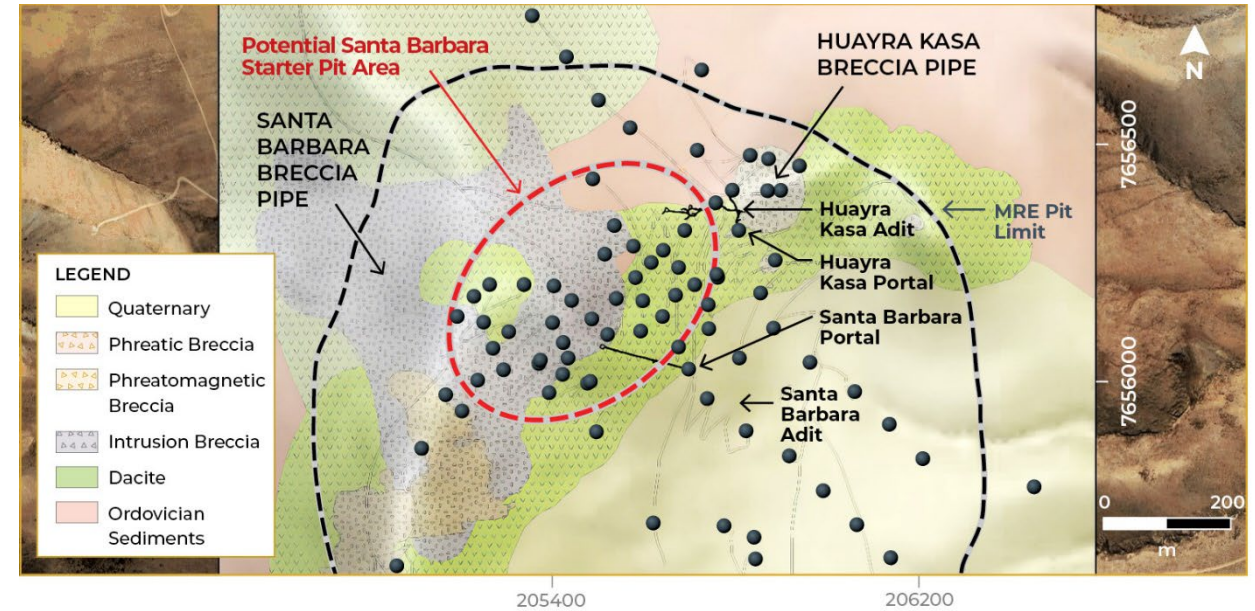 Potential Santa Barbara
Starter Pit Area
HUAYRA KASA
BRECCIA PIPE
N
SANTA
BARBARA
BRECCIA
PIPE
7656500
Huayra
Kasa Adit
MRE Pit
Limit
Huayra
Kasa Portal
Santa Barbara
Portal
Santa
Barbara
Adit
7656000
LEGEND
Quaternary
Phreatic Breccia
Phreatomagnetic
Breccia
Intrusion Breccia
Dacite
Ordovician
Sediments
0 200
m
205400 206200